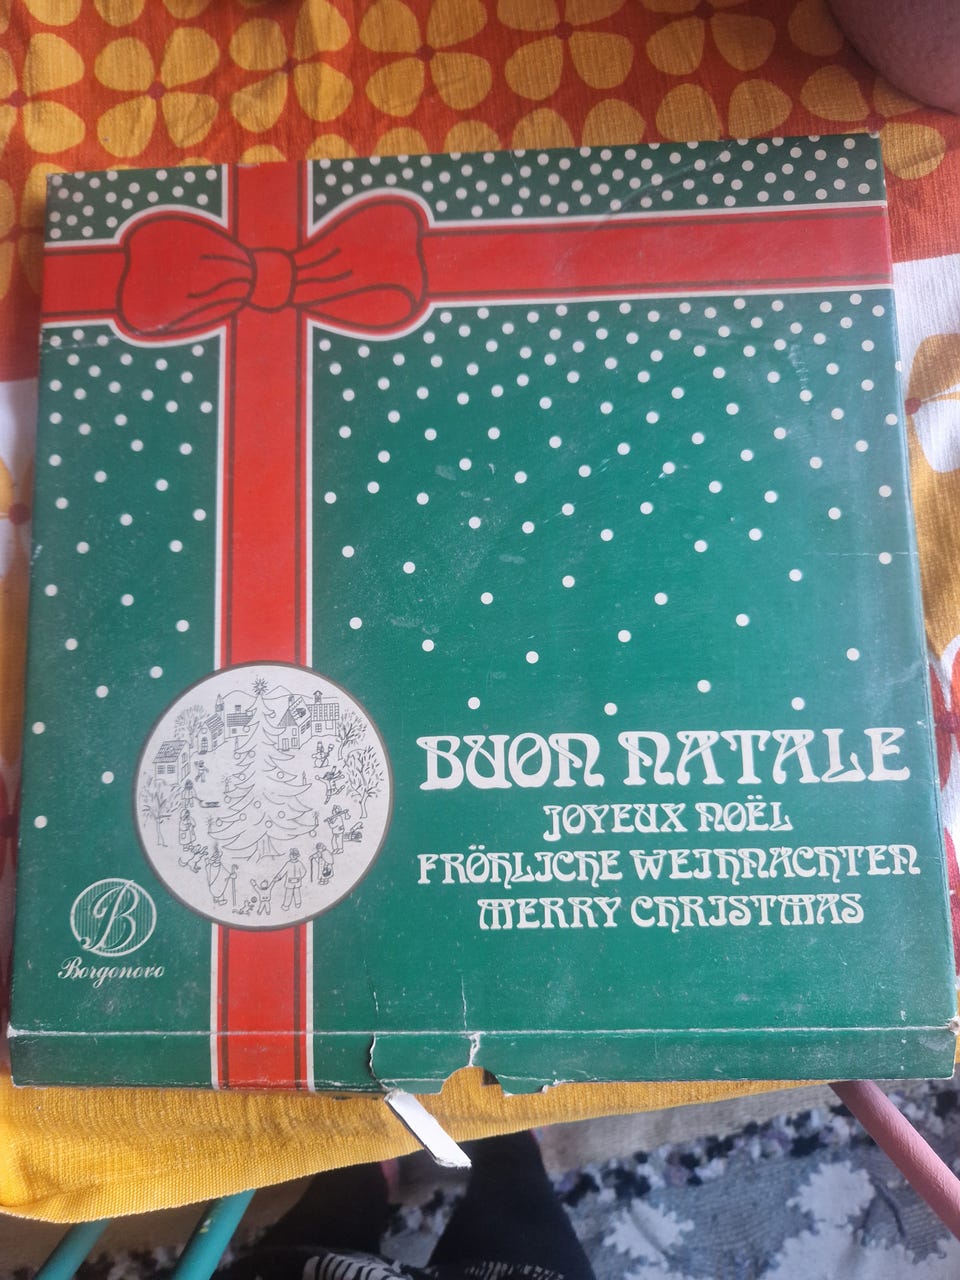 BUON NATALE
JOYEUX NOËL
FRÖHLICHE WEIHNACHTEN
MERRY CHRISTMAS
B
Borgonovo